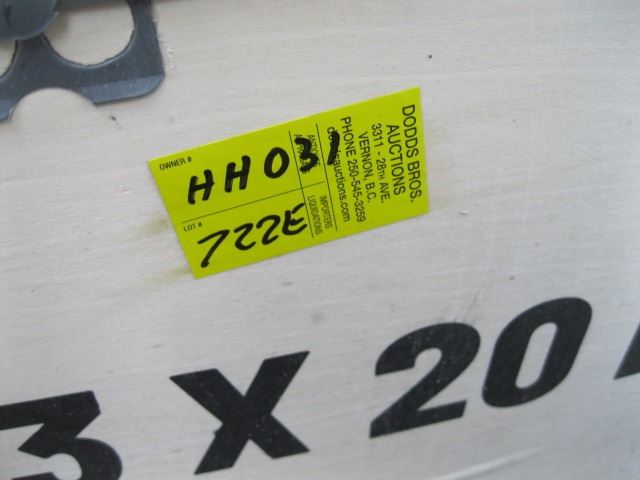 OWNER #
HH031
LOT #
722E
DODDS BROS.
AUCTIONS
3311 - 28TH AVE.
VERNON, B.C.
PHONE 250-545-3259
IMPORTERS
LIQUIDATIONS
3 X 20